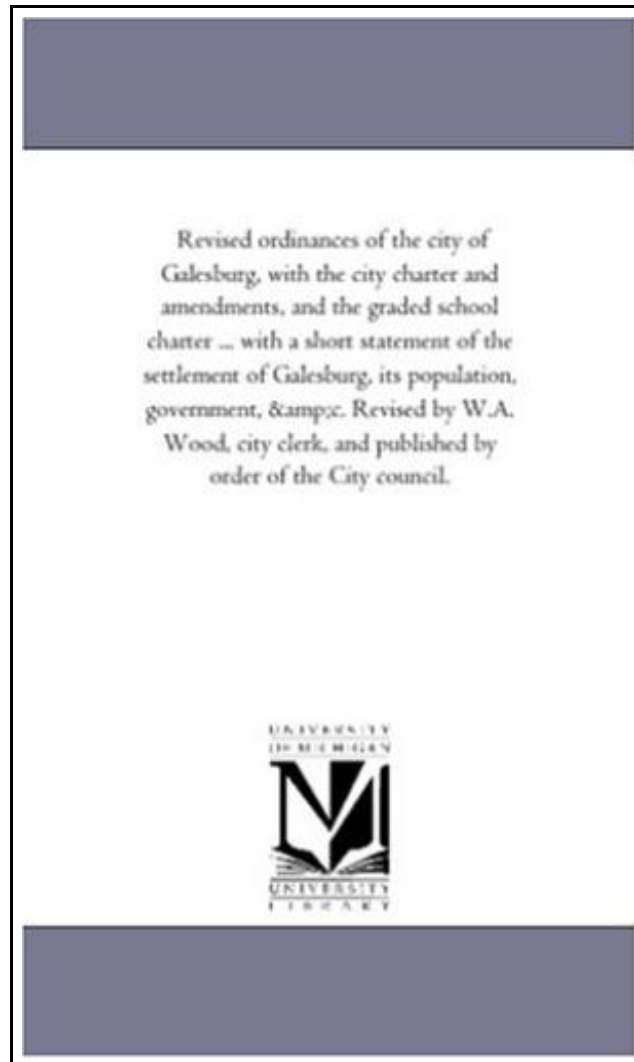 Revised ordinances of the city of
Galesburg, with the city charter and
amendments, and the graded school
charter ... with a short statement of the
settlement of Galesburg, its population,
government, &amp;c. Revised by W.A.
Wood, city clerk, and published by
order of the City council.
UNIVERSITY
OF MICHIGAN
UNIVERSITY
LIBRARY